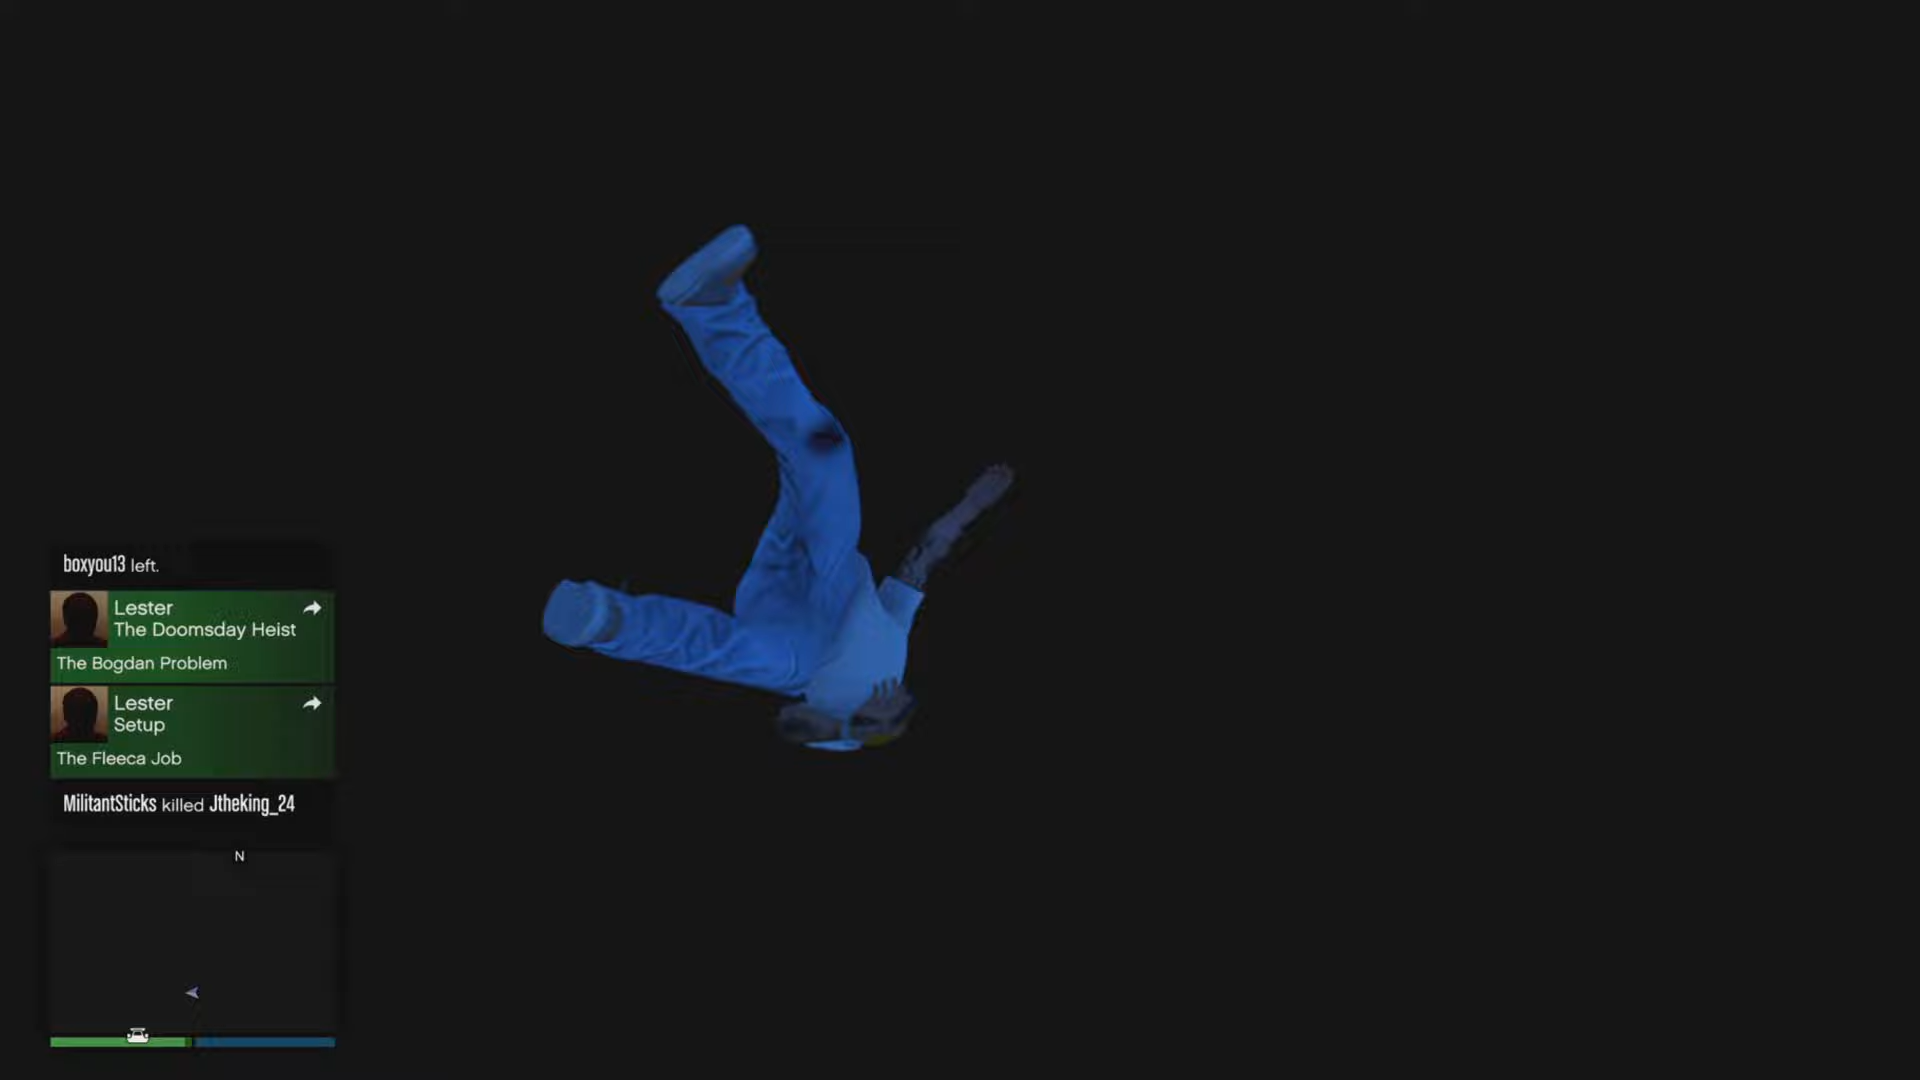 boxyou13 left.
Lester
The Doomsday Heist
The Bogdan Problem
Lester
Setup
The Fleeca Job
MilitantSticks killed Jtheking_24
N